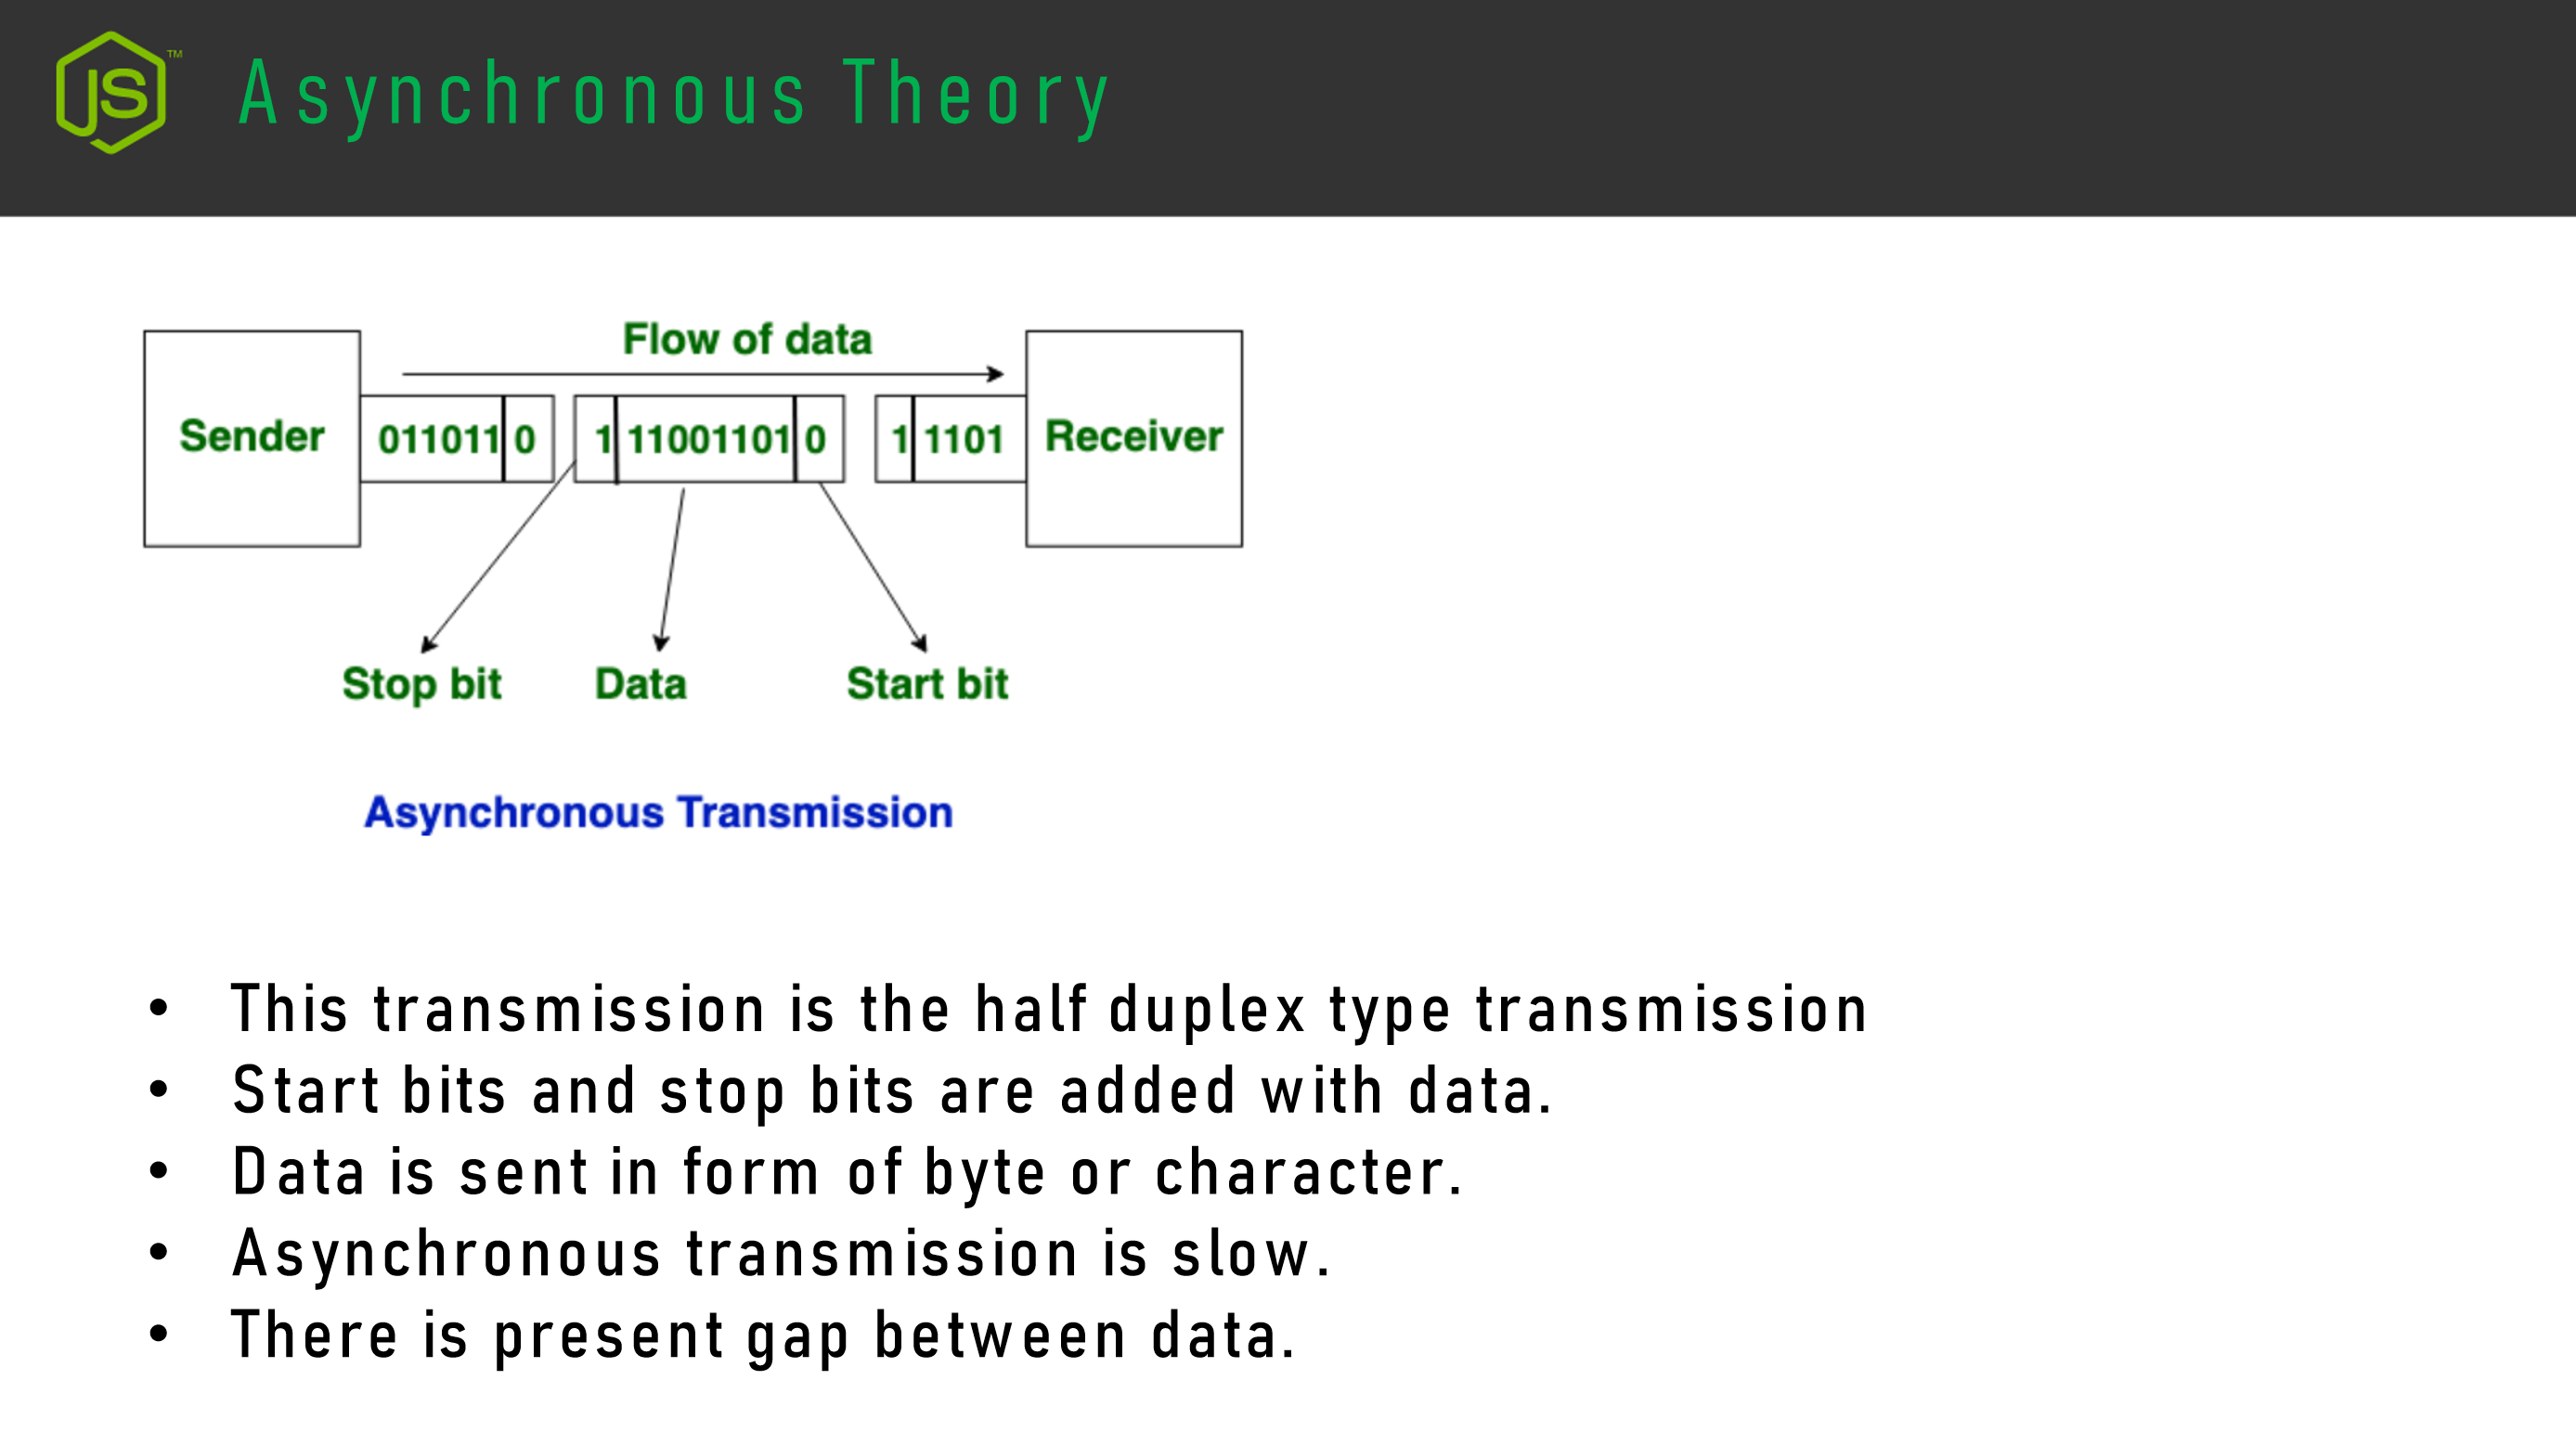 JS™
Asynchronous Theory
Flow of data
Sender
011011 0
1 11001101 0
1 1101
Receiver
Stop bit
Data
Start bit
Asynchronous Transmission
• This transmission is the half duplex type transmission
• Start bits and stop bits are added with data.
• Data is sent in form of byte or character.
• Asynchronous transmission is slow.
• There is present gap between data.